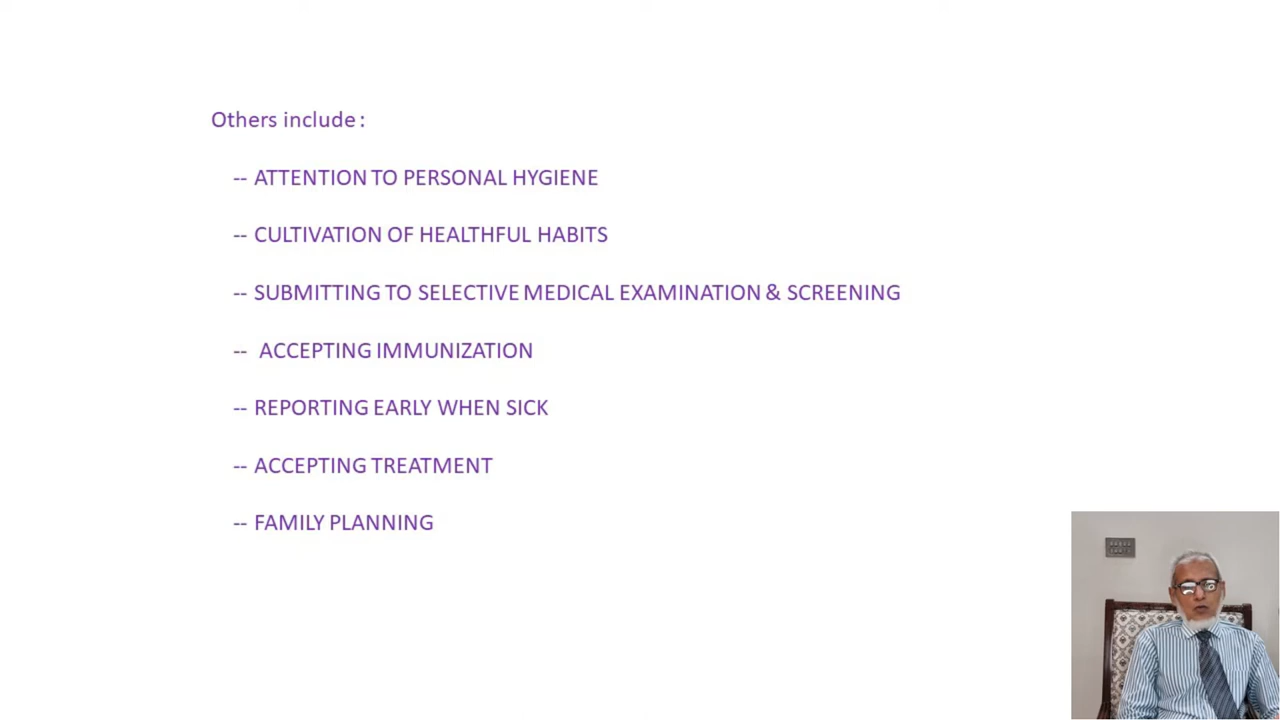 Others include :
-- ATTENTION TO PERSONAL HYGIENE
-- CULTIVATION OF HEALTHFUL HABITS
-- SUBMITTING TO SELECTIVE MEDICAL EXAMINATION & SCREENING
-- ACCEPTING IMMUNIZATION
-- REPORTING EARLY WHEN SICK
-- ACCEPTING TREATMENT
-- FAMILY PLANNING